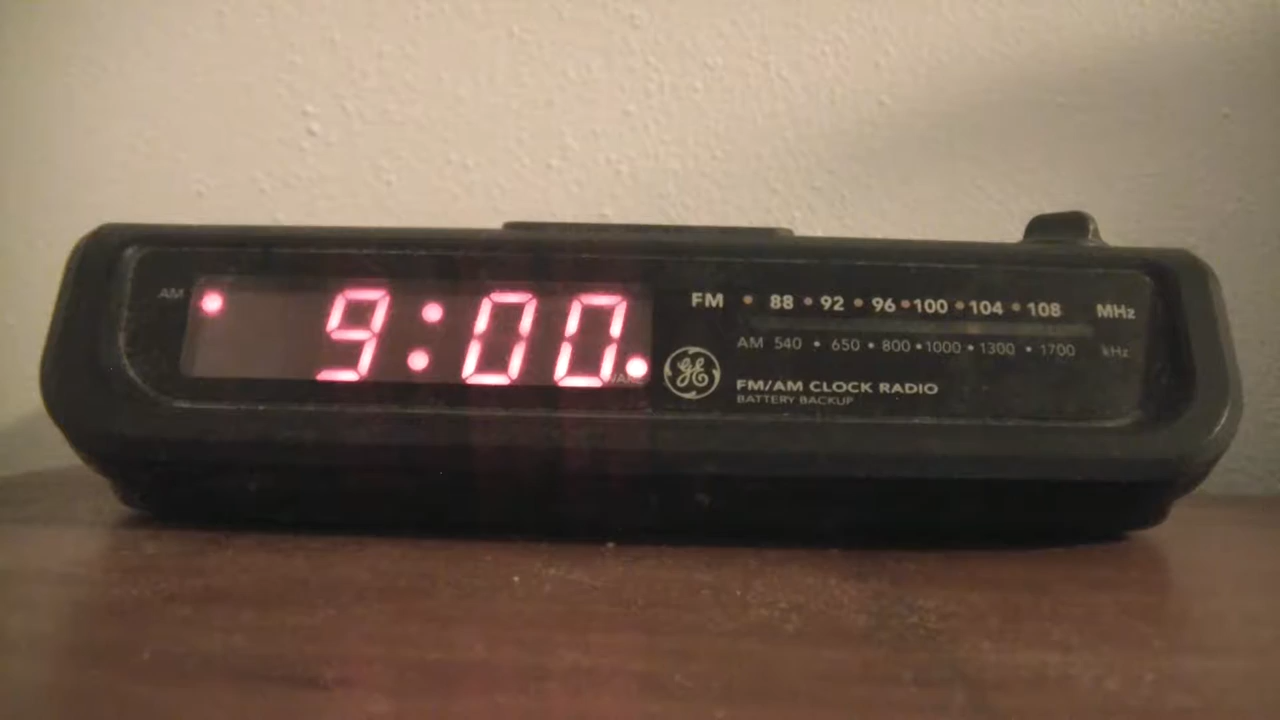 AM 9:00
WAKE
FM 88 92 96 100 104 108 MHz
AM 540 650 800 1000 1300 1700 kHz
GE
FM/AM CLOCK RADIO
BATTERY BACKUP